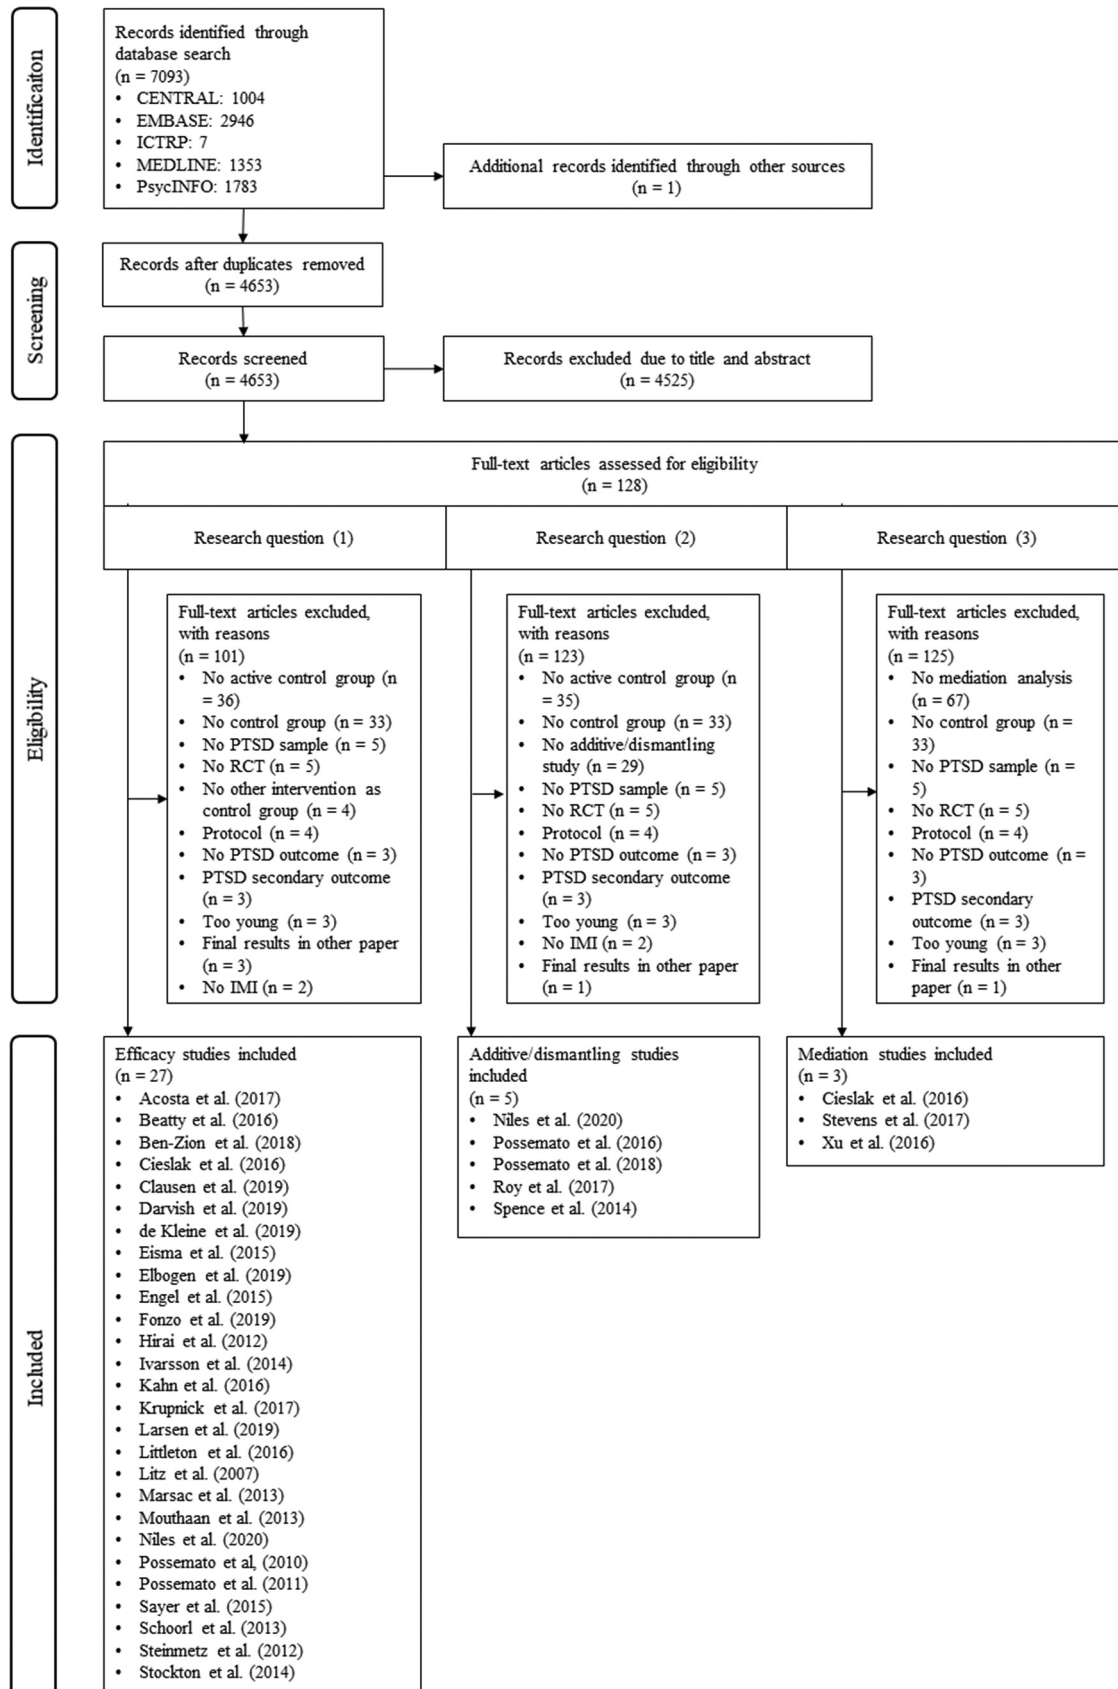 Identificaiton
Records identified through
database search
(n = 7093)
• CENTRAL: 1004
• EMBASE: 2946
• ICTRP: 7
• MEDLINE: 1353
• PsycINFO: 1783
Additional records identified through other sources
(n = 1)
Screening
Records after duplicates removed
(n = 4653)
Records screened
(n = 4653)
Records excluded due to title and abstract
(n = 4525)
Eligibility
Full-text articles assessed for eligibility
(n = 128)
Research question (1)
Research question (2)
Research question (3)
Full-text articles excluded,
with reasons
(n = 101)
• No active control group (n
= 36)
• No control group (n = 33)
• No PTSD sample (n = 5)
• No RCT (n = 5)
• No other intervention as
control group (n = 4)
• Protocol (n = 4)
• No PTSD outcome (n = 3)
• PTSD secondary outcome
(n = 3)
• Too young (n = 3)
• Final results in other paper
(n = 3)
• No IMI (n = 2)
Full-text articles excluded,
with reasons
(n = 123)
• No active control group (n
= 35)
• No control group (n = 33)
• No additive/dismantling
study (n = 29)
• No PTSD sample (n = 5)
• No RCT (n = 5)
• Protocol (n = 4)
• No PTSD outcome (n = 3)
• PTSD secondary outcome
(n = 3)
• Too young (n = 3)
• No IMI (n = 2)
• Final results in other paper
(n = 1)
Full-text articles excluded,
with reasons
(n = 125)
• No mediation analysis
(n = 67)
• No control group (n =
33)
• No PTSD sample (n =
5)
• No RCT (n = 5)
• Protocol (n = 4)
• No PTSD outcome (n =
3)
• PTSD secondary
outcome (n = 3)
• Too young (n = 3)
• Final results in other
paper (n = 1)
Included
Efficacy studies included
(n = 27)
• Acosta et al. (2017)
• Beatty et al. (2016)
• Ben-Zion et al. (2018)
• Cieslak et al. (2016)
• Clausen et al. (2019)
• Darvish et al. (2019)
• de Kleine et al. (2019)
• Eisma et al. (2015)
• Elbogen et al. (2019)
• Engel et al. (2015)
• Fonzo et al. (2019)
• Hirai et al. (2012)
• Ivarsson et al. (2014)
• Kahn et al. (2016)
• Krupnick et al. (2017)
• Larsen et al. (2019)
• Littleton et al. (2016)
• Litz et al. (2007)
• Marsac et al. (2013)
• Mouthaan et al. (2013)
• Niles et al. (2020)
• Possemato et al, (2010)
• Possemato et al. (2011)
• Sayer et al. (2015)
• Schoorl et al. (2013)
• Steinmetz et al. (2012)
• Stockton et al. (2014)
Additive/dismantling studies
included
(n = 5)
• Niles et al. (2020)
• Possemato et al. (2016)
• Possemato et al. (2018)
• Roy et al. (2017)
• Spence et al. (2014)
Mediation studies included
(n = 3)
• Cieslak et al. (2016)
• Stevens et al. (2017)
• Xu et al. (2016)